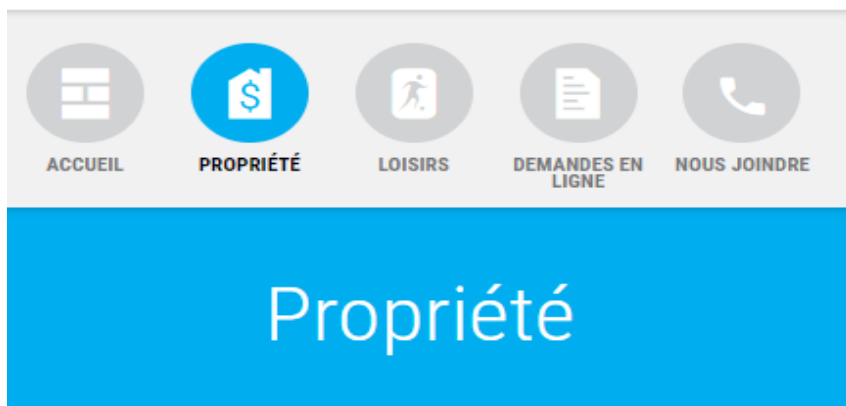 ACCUEIL
PROPRIÉTÉ
LOISIRS
DEMANDES EN
LIGNE
NOUS JOINDRE
Propriété